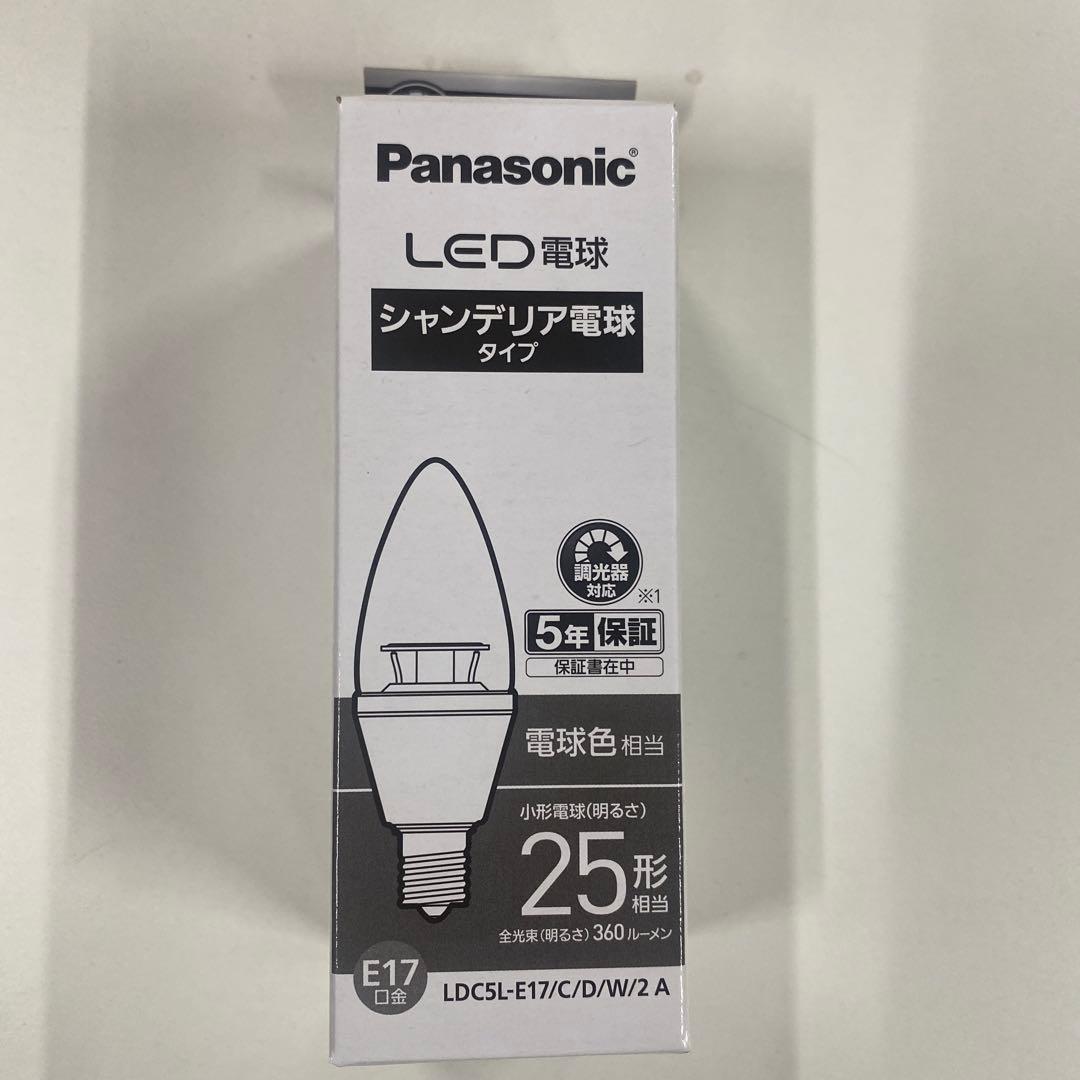 Panasonic®
LED電球
シャンデリア電球
タイプ
調光器
対応
※1
5年保証
保証書在中
電球色相当
小形電球(明るさ)
25形
相当
全光束(明るさ)360ルーメン
E17
口金
LDC5L-E17/C/D/W/2 A